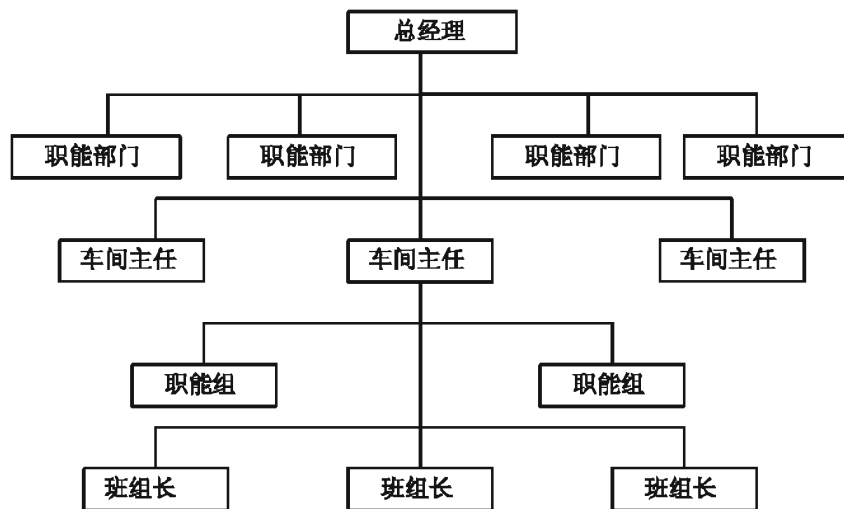 总经理
职能部门 职能部门 职能部门 职能部门
车间主任 车间主任 车间主任
职能组 职能组
班组长 班组长 班组长